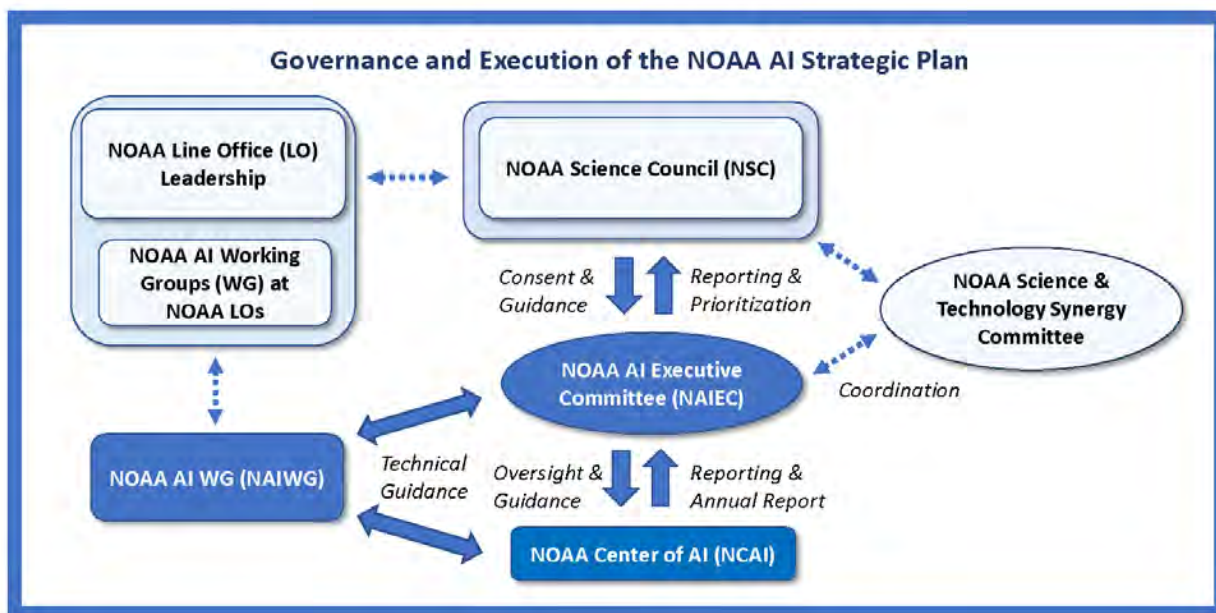 Governance and Execution of the NOAA AI Strategic Plan
NOAA Line Office (LO)
Leadership
NOAA Science Council (NSC)
NOAA AI Working
Groups (WG) at
NOAA LOs
Consent &
Guidance
Reporting &
Prioritization
NOAA Science &
Technology Synergy
Committee
NOAA AI Executive
Committee (NAIEC)
Coordination
NOAA AI WG (NAIWG)
Technical
Guidance
Oversight &
Guidance
Reporting &
Annual Report
NOAA Center of AI (NCAI)